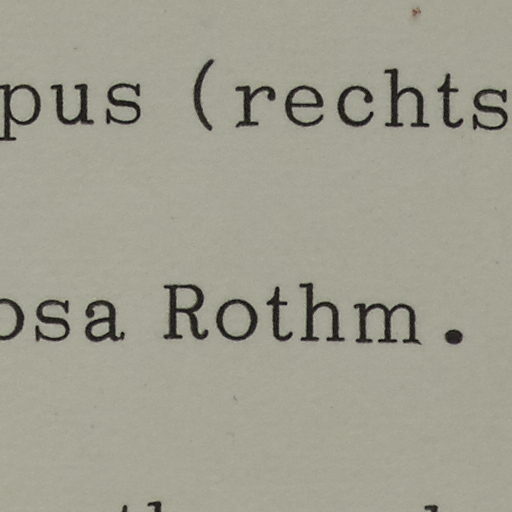 pus (rechts
osa Rothm.